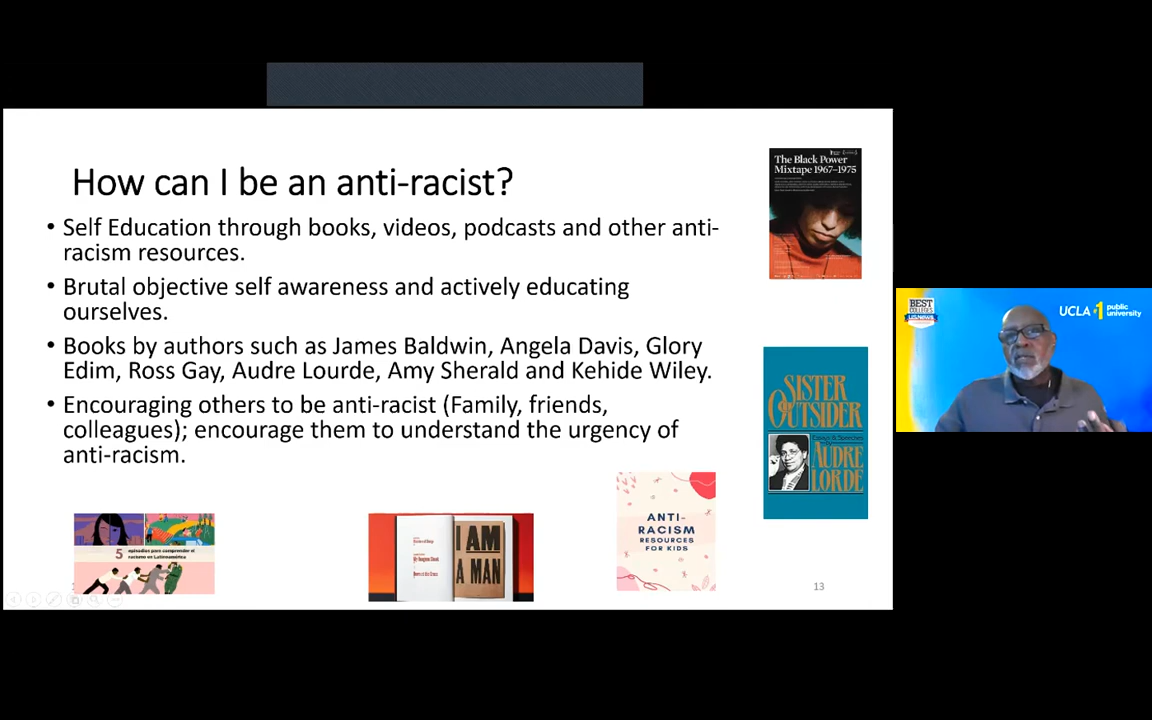 How can I be an anti-racist?
• Self Education through books, videos, podcasts and other anti-
racism resources.
• Brutal objective self awareness and actively educating
ourselves.
• Books by authors such as James Baldwin, Angela Davis, Glory
Edim, Ross Gay, Audre Lourde, Amy Sherald and Kehide Wiley.
• Encouraging others to be anti-racist (Family, friends,
colleagues); encourage them to understand the urgency of
anti-racism.
The Black Power
Mixtape 1967–1975
SISTER
OUTSIDER
Essays & Speeches
by
AUDRE
LORDE
5 episodios para comprender el
racismo en Latinoamérica
I AM
A MAN
ANTI-
RACISM
RESOURCES
FOR KIDS
13
BEST
COLLEGES
U.S.News
UCLA #1 public
university